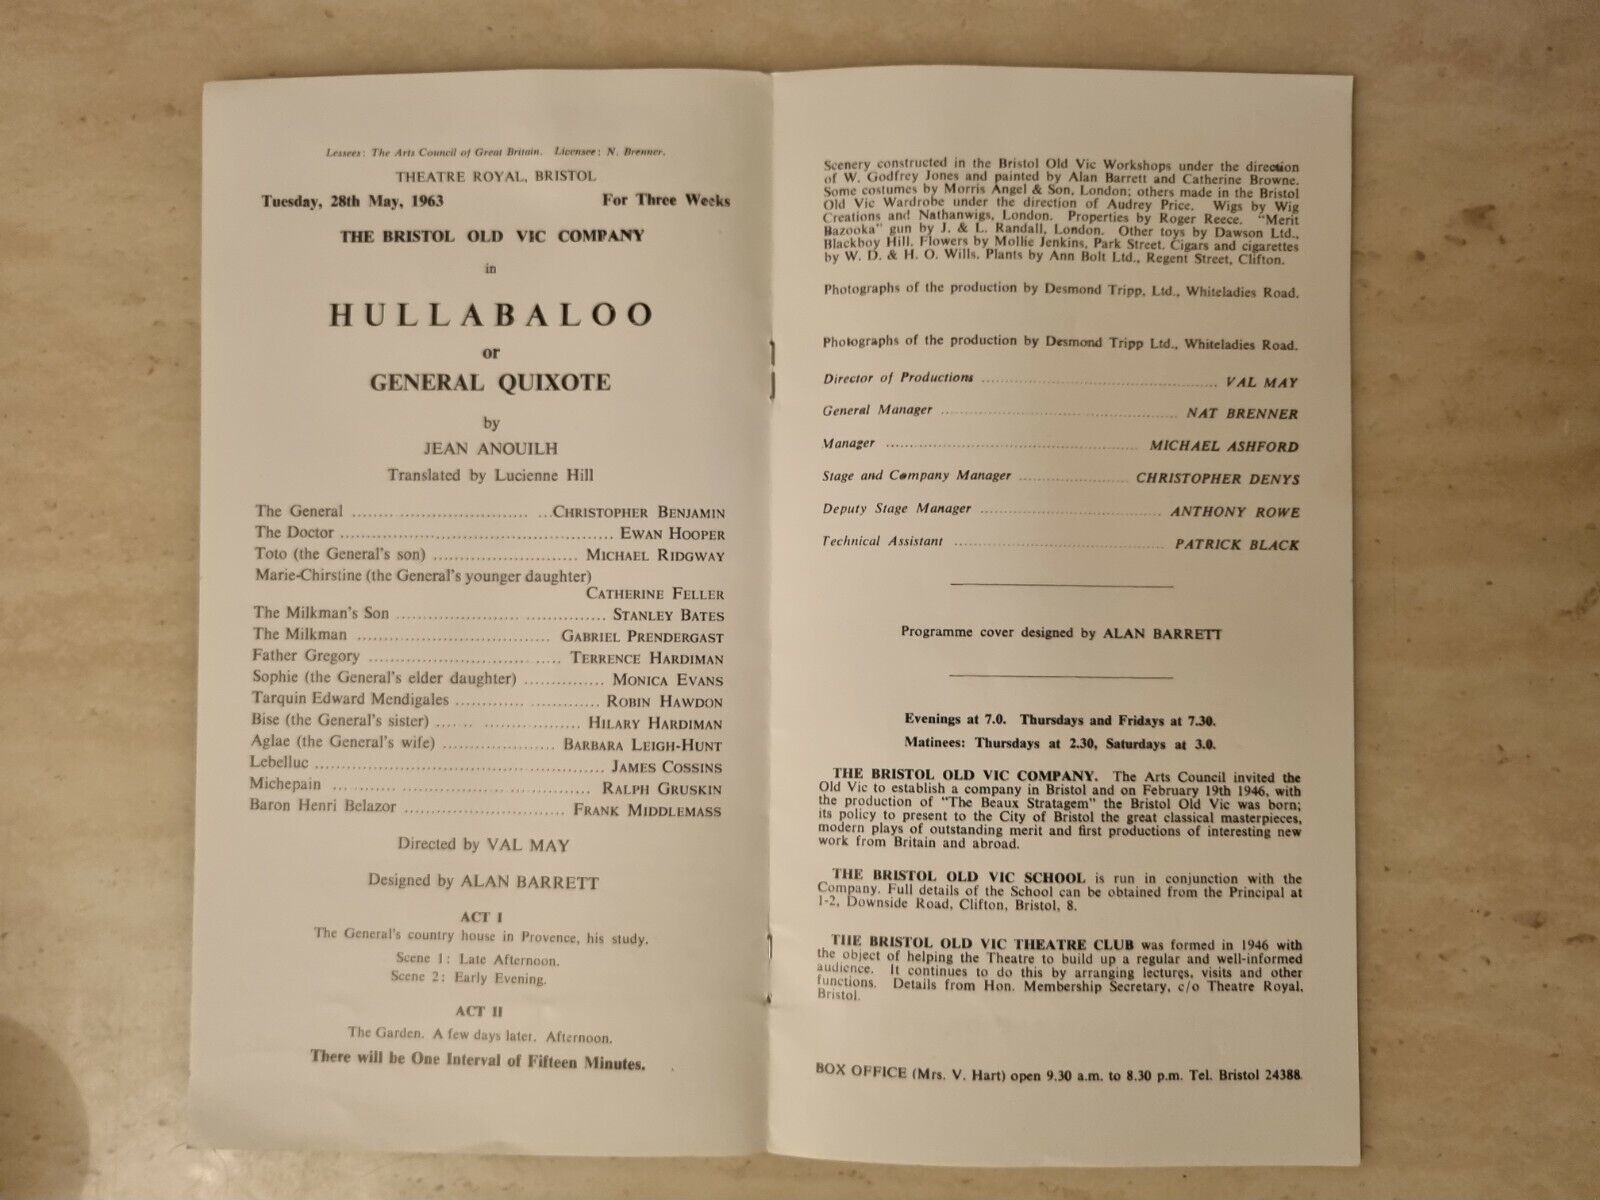 Lessees: The Arts Council of Great Britain. Licensee: N. Brenner.
THEATRE ROYAL, BRISTOL
Tuesday, 28th May, 1963 For Three Weeks
THE BRISTOL OLD VIC COMPANY
in
HULLABALOO
or
GENERAL QUIXOTE
by
JEAN ANOUILH
Translated by Lucienne Hill
The General ........ CHRISTOPHER BENJAMIN
The Doctor ........ EWAN HOOPER
Toto (the General's son) ........ MICHAEL RIDGWAY
Marie-Chirstine (the General's younger daughter)
CATHERINE FELLER
The Milkman's Son ........ STANLEY BATES
The Milkman ........ GABRIEL PRENDERGAST
Father Gregory ........ TERRENCE HARDIMAN
Sophie (the General's elder daughter) ........ MONICA EVANS
Tarquin Edward Mendigales ........ ROBIN HAWDON
Bise (the General's sister) ........ HILARY HARDIMAN
Aglae (the General's wife) ........ BARBARA LEIGH-HUNT
Lebelluc ........ JAMES COSSINS
Michepain ........ RALPH GRUSKIN
Baron Henri Belazor ........ FRANK MIDDLEMASS
Directed by VAL MAY
Designed by ALAN BARRETT
ACT I
The General's country house in Provence, his study.
Scene 1: Late Afternoon.
Scene 2: Early Evening.
ACT II
The Garden. A few days later. Afternoon.
There will be One Interval of Fifteen Minutes.
Scenery constructed in the Bristol Old Vic Workshops under the direction
of W. Godfrey Jones and painted by Alan Barrett and Catherine Browne.
Some costumes by Morris Angel & Son, London; others made in the Bristol
Old Vic Wardrobe under the direction of Audrey Price. Wigs by Wig
Creations and Nathanwigs, London. Properties by Roger Reece. "Merit
Bazooka" gun by J. & L. Randall, London. Other toys by Dawson Ltd.,
Blackboy Hill. Flowers by Mollie Jenkins, Park Street. Cigars and cigarettes
by W. D. & H. O. Wills. Plants by Ann Bolt Ltd., Regent Street, Clifton.
Photographs of the production by Desmond Tripp, Ltd., Whiteladies Road.
Photographs of the production by Desmond Tripp Ltd., Whiteladies Road.
Director of Productions ........ VAL MAY
General Manager ........ NAT BRENNER
Manager ........ MICHAEL ASHFORD
Stage and Company Manager ........ CHRISTOPHER DENYS
Deputy Stage Manager ........ ANTHONY ROWE
Technical Assistant ........ PATRICK BLACK
Programme cover designed by ALAN BARRETT
Evenings at 7.0. Thursdays and Fridays at 7.30.
Matinees: Thursdays at 2.30, Saturdays at 3.0.
THE BRISTOL OLD VIC COMPANY. The Arts Council invited the
Old Vic to establish a company in Bristol and on February 19th 1946, with
the production of "The Beaux Stratagem" the Bristol Old Vic was born;
its policy to present to the City of Bristol the great classical masterpieces,
modern plays of outstanding merit and first productions of interesting new
work from Britain and abroad.
THE BRISTOL OLD VIC SCHOOL is run in conjunction with the
Company. Full details of the School can be obtained from the Principal at
1-2, Downside Road, Clifton, Bristol, 8.
THE BRISTOL OLD VIC THEATRE CLUB was formed in 1946 with
the object of helping the Theatre to build up a regular and well-informed
audience. It continues to do this by arranging lectures, visits and other
functions. Details from Hon. Membership Secretary, c/o Theatre Royal,
Bristol.
BOX OFFICE (Mrs. V. Hart) open 9.30 a.m. to 8.30 p.m. Tel. Bristol 24388.